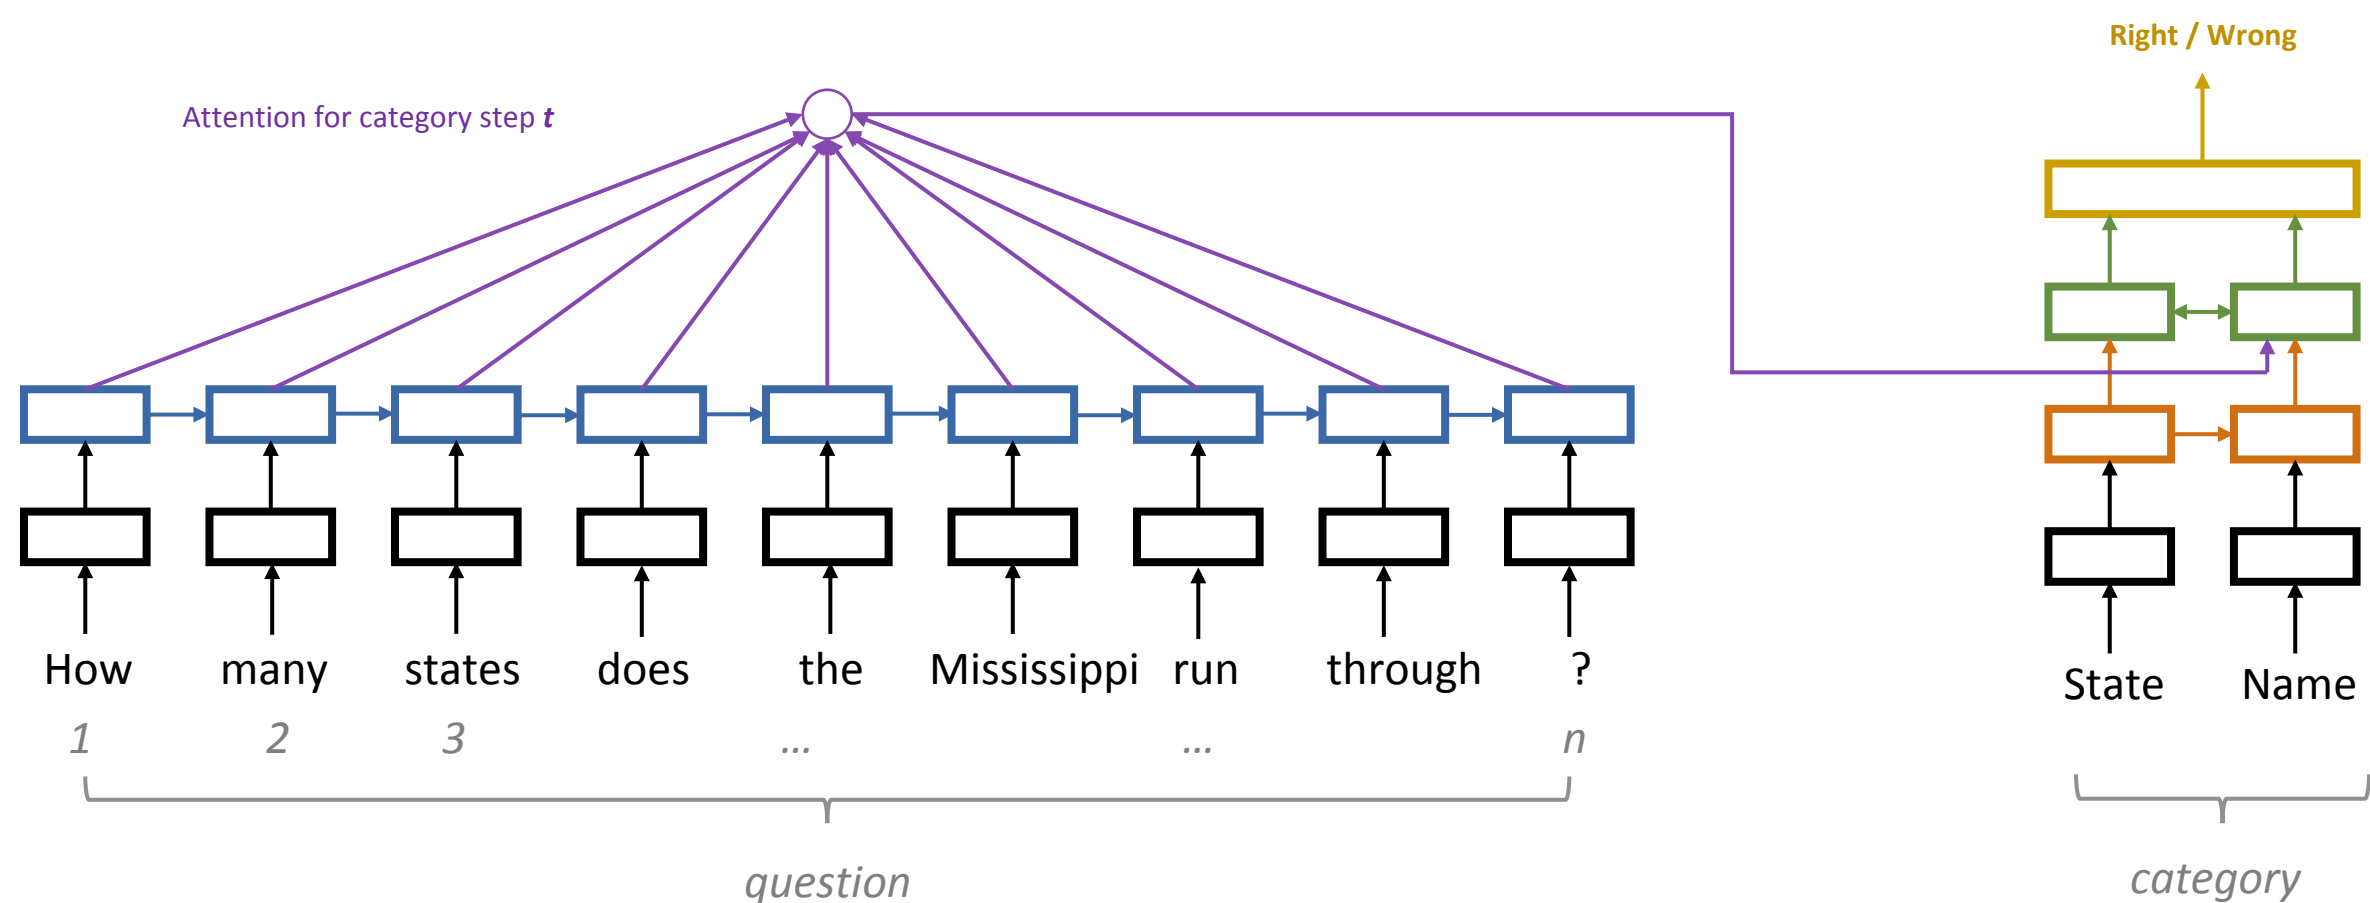 Right / Wrong
Attention for category step t
How many states does the Mississippi run through ?
State Name
1 2 3 ... ... n
question
category